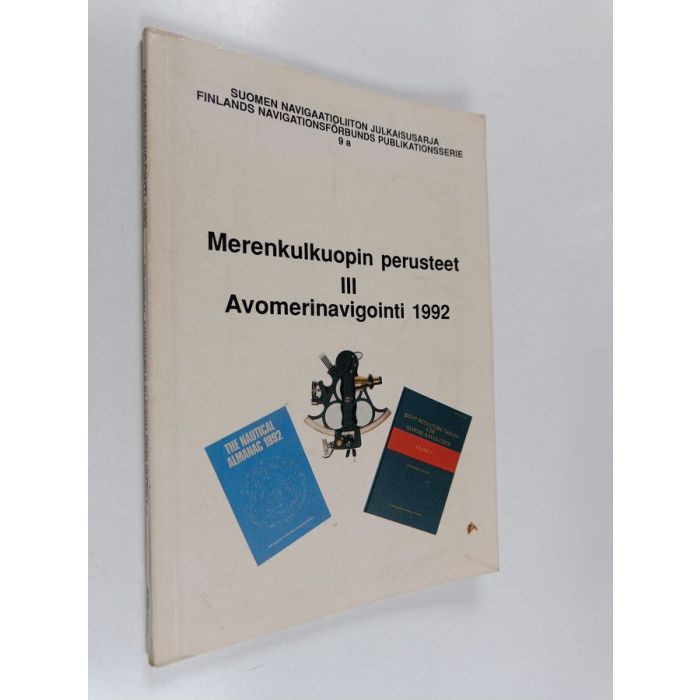 SUOMEN NAVIGAATIOLIITON JULKAISUSARJA
FINLANDS NAVIGATIONSFÖRBUNDS PUBLIKATIONSSERIE
9 a
Merenkulkuopin perusteet
III
Avomerinavigointi 1992
THE NAUTICAL
ALMANAC 1992
SIGHT REDUCTION TABLES
FOR
MARINE NAVIGATION